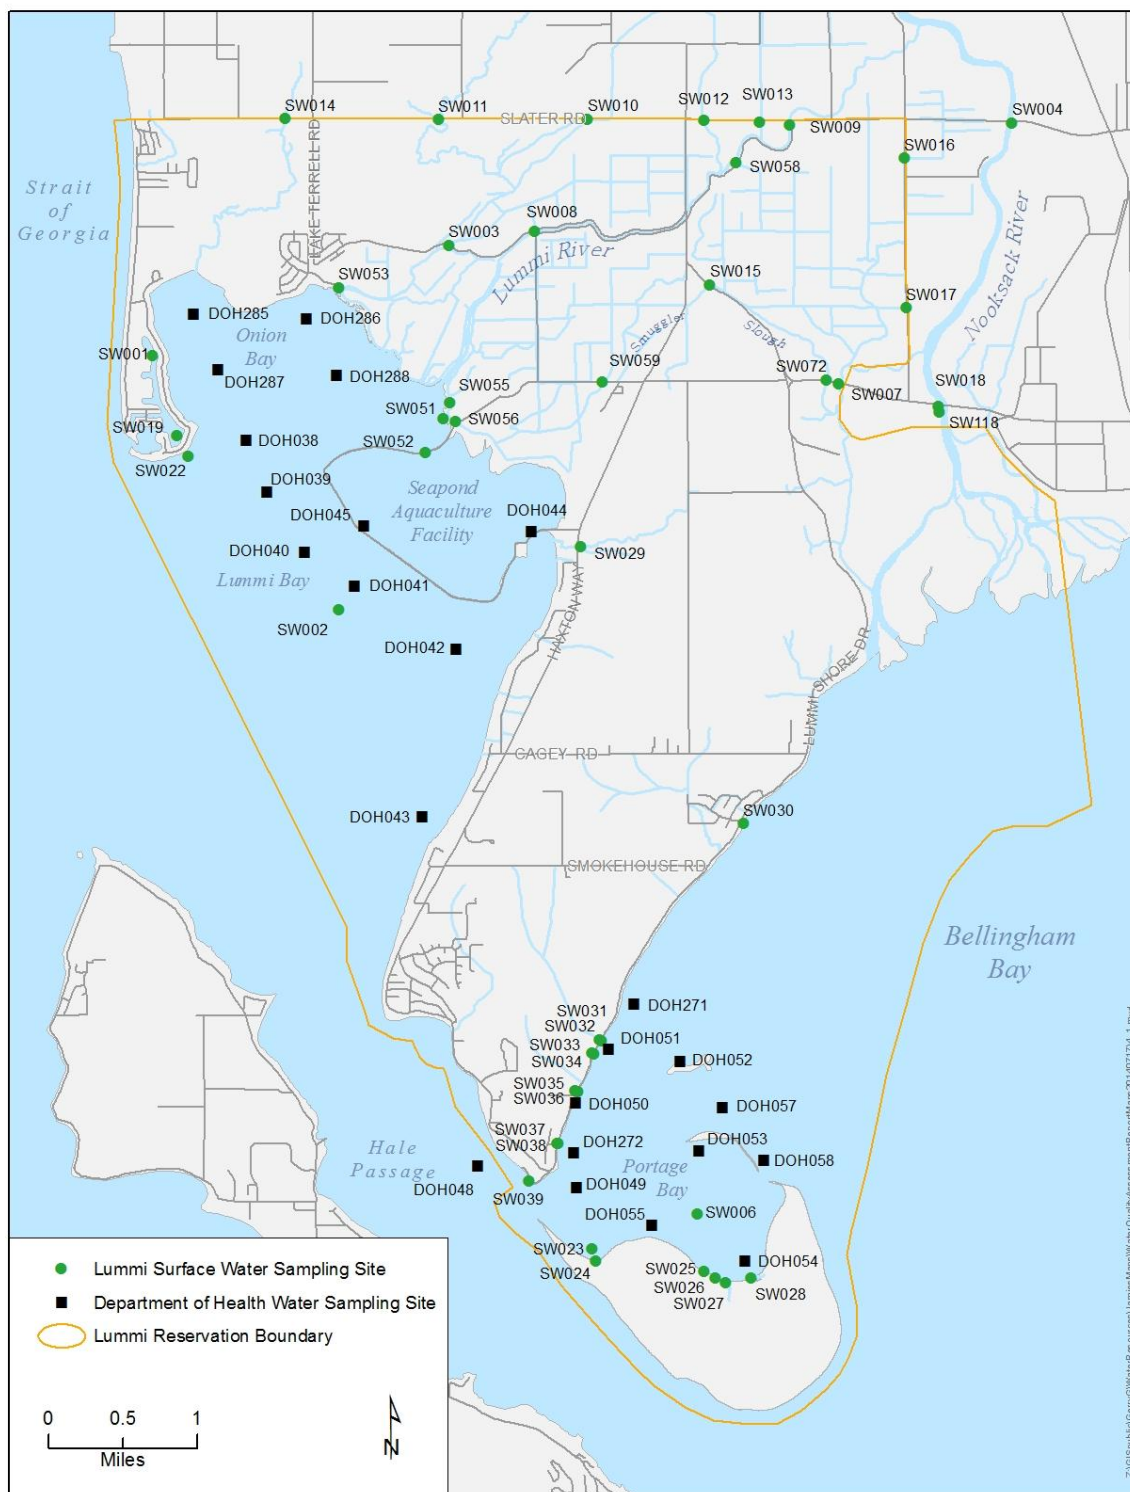 SW014
SW011
SW010
SW012
SW013
SW004
SLATER RD
SW009
SW016
SW058
Strait
of
Georgia
LAKE TERRELL RD
SW008
SW003
Lummi River
Nooksack River
SW053
SW015
SW017
DOH285
DOH286
Onion
Bay
Smuggler
Slough
SW001
DOH287
DOH288
SW059
SW072
SW007
SW018
SW118
SW055
SW051
SW056
SW019
DOH038
SW052
SW022
DOH039
Seapond
Aquaculture
Facility
DOH045
DOH044
DOH040
SW029
Lummi Bay
DOH041
SW002
HAXTON WAY
DOH042
LUMMI SHORE DR
CAGEY RD
DOH043
SW030
SMOKEHOUSE RD
Bellingham
Bay
SW031
DOH271
SW032
SW033
DOH051
SW034
DOH052
SW035
SW036
DOH050
DOH057
SW037
SW038
DOH272
DOH053
Hale
Passage
Portage
Bay
DOH058
DOH048
SW039
DOH049
DOH055
SW006
SW023
SW024
SW025
DOH054
SW026
SW027
SW028
Lummi Surface Water Sampling Site
Department of Health Water Sampling Site
Lummi Reservation Boundary
0 0.5 1
Miles
N